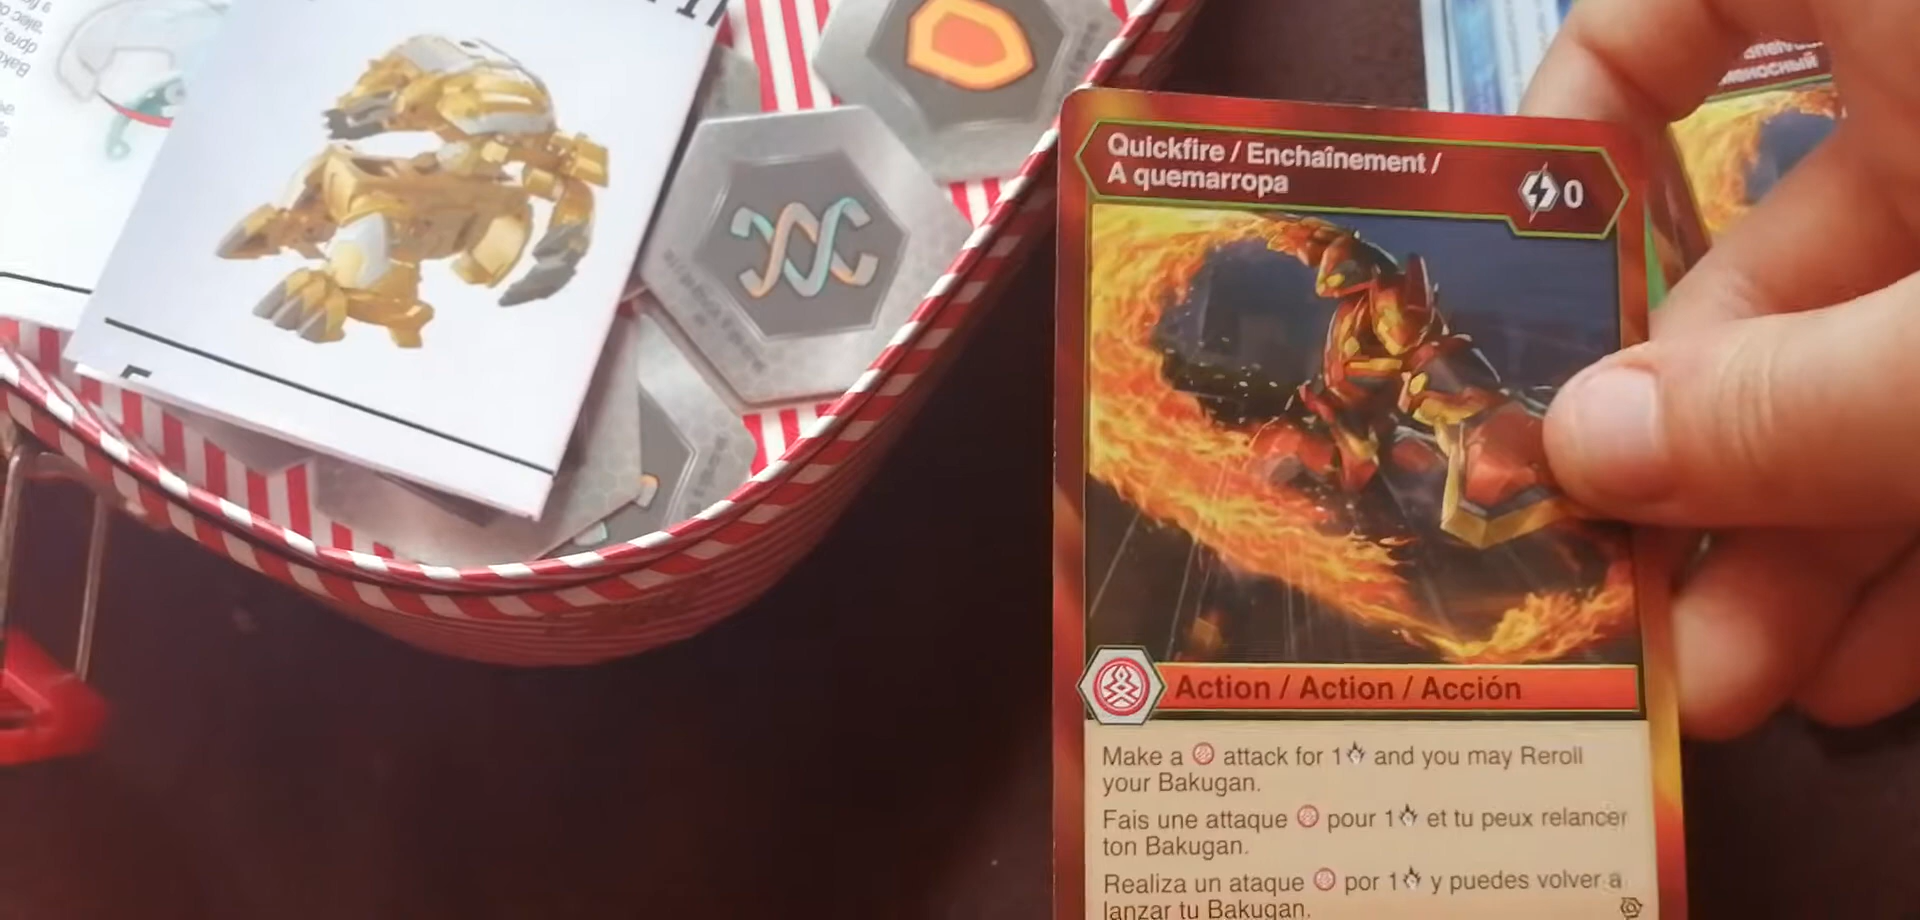 Quickfire / Enchaînement /
A quemarropa
0
Action / Action / Acción
Make a attack for 1 and you may Reroll
your Bakugan.
Fais une attaque pour 1 et tu peux relancer
ton Bakugan.
Realiza un ataque por 1 y puedes volver a
lanzar tu Bakugan.